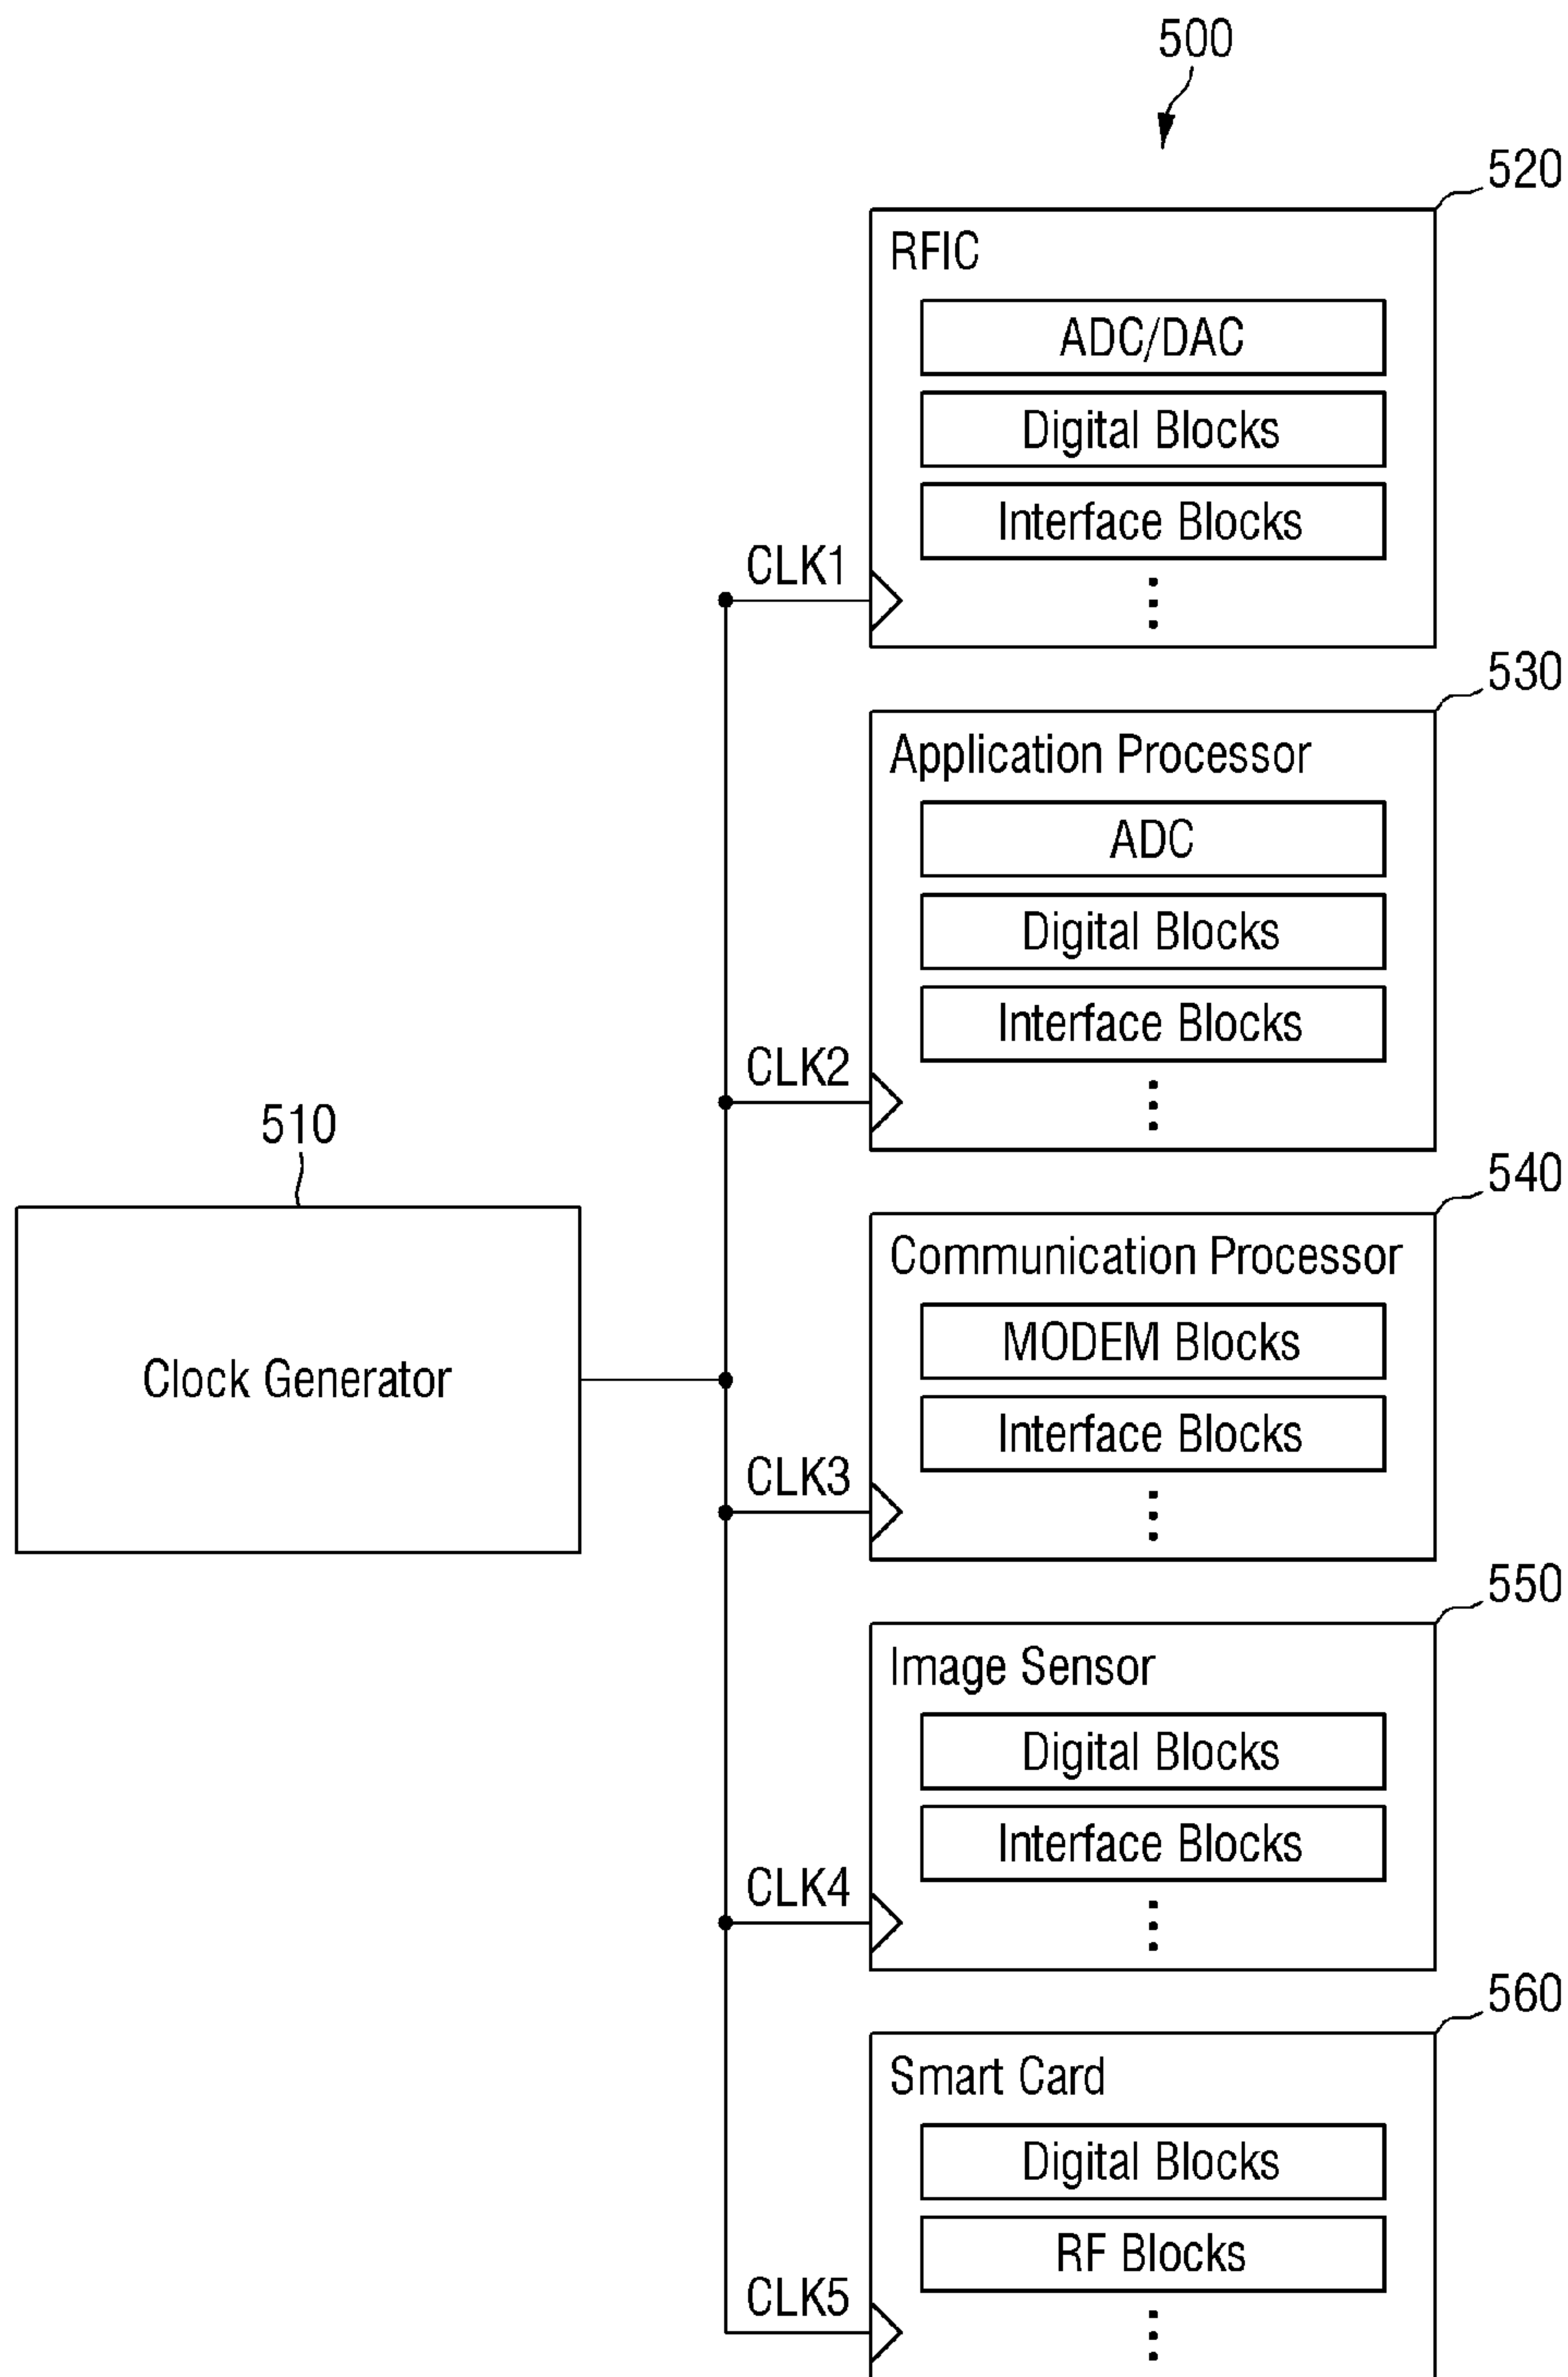 500
520
RFIC
ADC/DAC
Digital Blocks
Interface Blocks
CLK1
530
Application Processor
ADC
Digital Blocks
Interface Blocks
CLK2
510
Clock Generator
540
Communication Processor
MODEM Blocks
Interface Blocks
CLK3
550
Image Sensor
Digital Blocks
Interface Blocks
CLK4
560
Smart Card
Digital Blocks
RF Blocks
CLK5